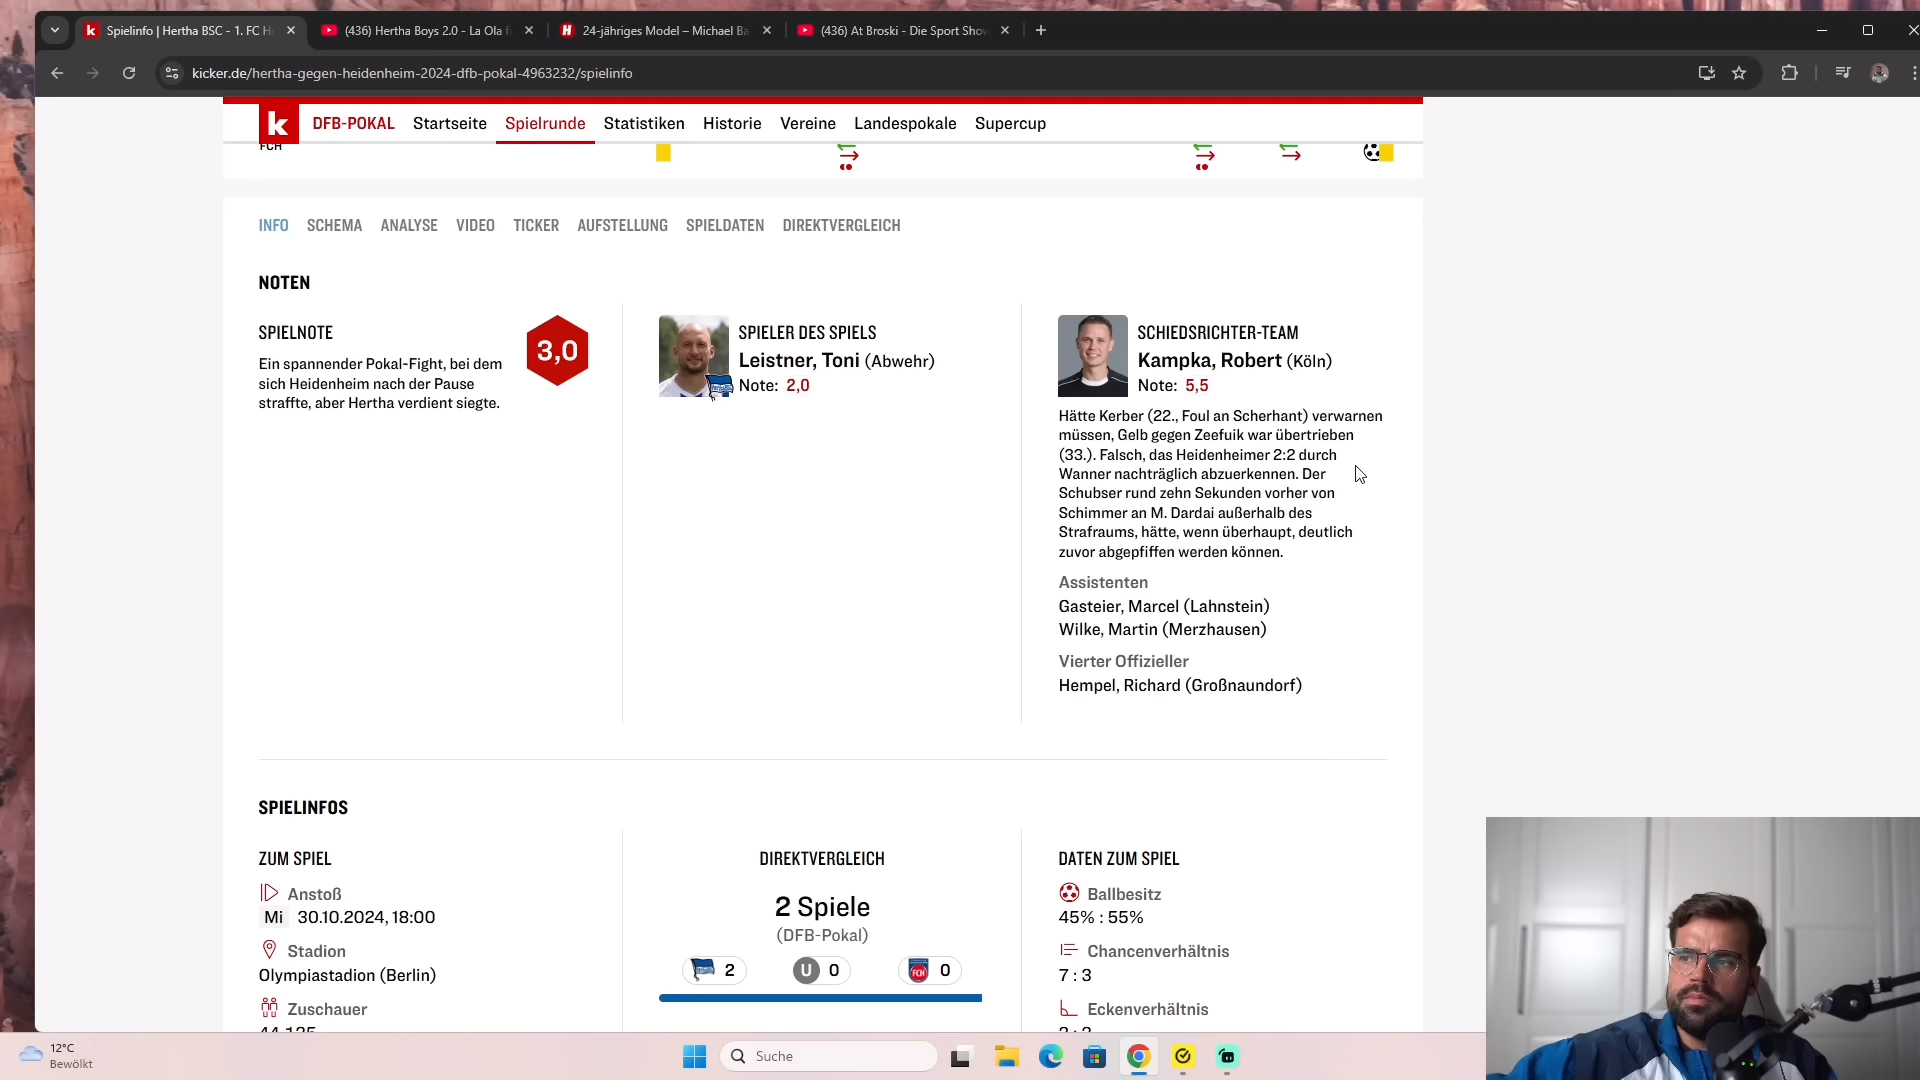 Spielinfo | Hertha BSC - 1. FC H
(436) Hertha Boys 2.0 - La Ola f
24-jähriges Model – Michael Ba
(436) At Broski - Die Sport Show
kicker.de/hertha-gegen-heidenheim-2024-dfb-pokal-4963232/spielinfo
k
DFB-POKAL Startseite Spielrunde Statistiken Historie Vereine Landespokale Supercup
FCH
INFO SCHEMA ANALYSE VIDEO TICKER AUFSTELLUNG SPIELDATEN DIREKTVERGLEICH
NOTEN
SPIELNOTE
Ein spannender Pokal-Fight, bei dem
sich Heidenheim nach der Pause
straffte, aber Hertha verdient siegte.
3,0
SPIELER DES SPIELS
Leistner, Toni (Abwehr)
Note: 2,0
SCHIEDSRICHTER-TEAM
Kampka, Robert (Köln)
Note: 5,5
Hätte Kerber (22., Foul an Scherhant) verwarnen
müssen, Gelb gegen Zeefuik war übertrieben
(33.). Falsch, das Heidenheimer 2:2 durch
Wanner nachträglich abzuerkennen. Der
Schubser rund zehn Sekunden vorher von
Schimmer an M. Dardai außerhalb des
Strafraums, hätte, wenn überhaupt, deutlich
zuvor abgepfiffen werden können.
Assistenten
Gasteier, Marcel (Lahnstein)
Wilke, Martin (Merzhausen)
Vierter Offizieller
Hempel, Richard (Großnaundorf)
SPIELINFOS
ZUM SPIEL
Anstoß
Mi 30.10.2024, 18:00
Stadion
Olympiastadion (Berlin)
Zuschauer
DIREKTVERGLEICH
2 Spiele
(DFB-Pokal)
2 U 0 FCH 0
DATEN ZUM SPIEL
Ballbesitz
45% : 55%
Chancenverhältnis
7 : 3
Eckenverhältnis
12°C
Bewölkt
Suche